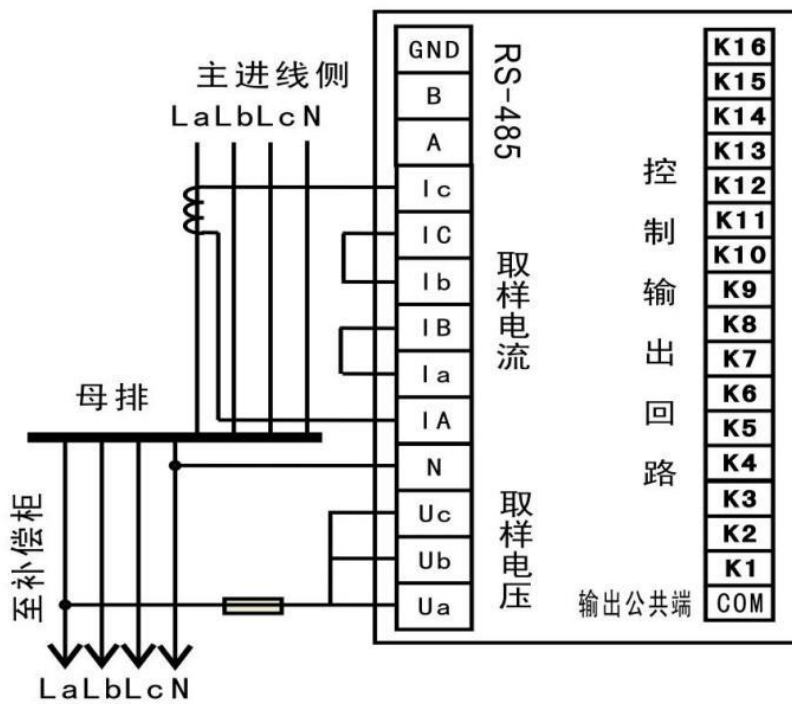 主进线侧
LaLbLcN
母排
至补偿柜
LaLbLcN
GND
B
A
Ic
IC
Ib
IB
Ia
IA
N
Uc
Ub
Ua
RS-485
取样电流
取样电压
控制输出回路
输出公共端
K16
K15
K14
K13
K12
K11
K10
K9
K8
K7
K6
K5
K4
K3
K2
K1
COM